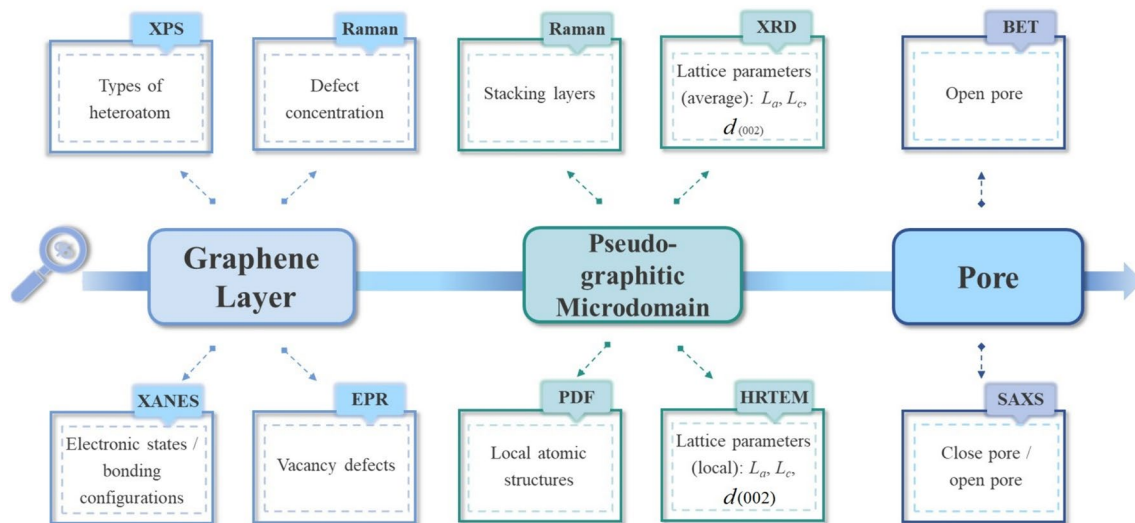 XPS
Types of
heteroatom
Raman
Defect
concentration
Raman
Stacking layers
XRD
Lattice parameters
(average): La, Lc,
d(002)
BET
Open pore
Graphene
Layer
Pseudo-
graphitic
Microdomain
Pore
XANES
Electronic states /
bonding
configurations
EPR
Vacancy defects
PDF
Local atomic
structures
HRTEM
Lattice parameters
(local): La, Lc,
d(002)
SAXS
Close pore /
open pore